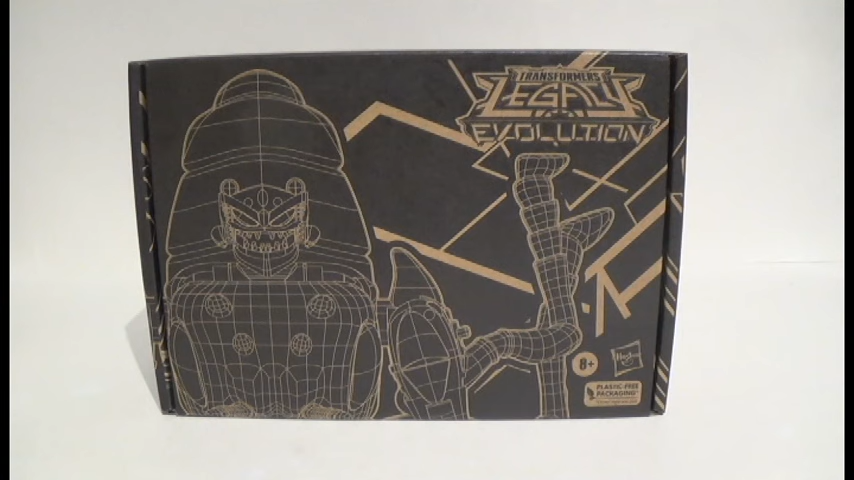 TRANSFORMERS
LEGACY
EVOLUTION
8+
Hasbro
PLASTIC-FREE
PACKAGING